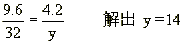 9.6/32 = 4.2/y 解出 y=14